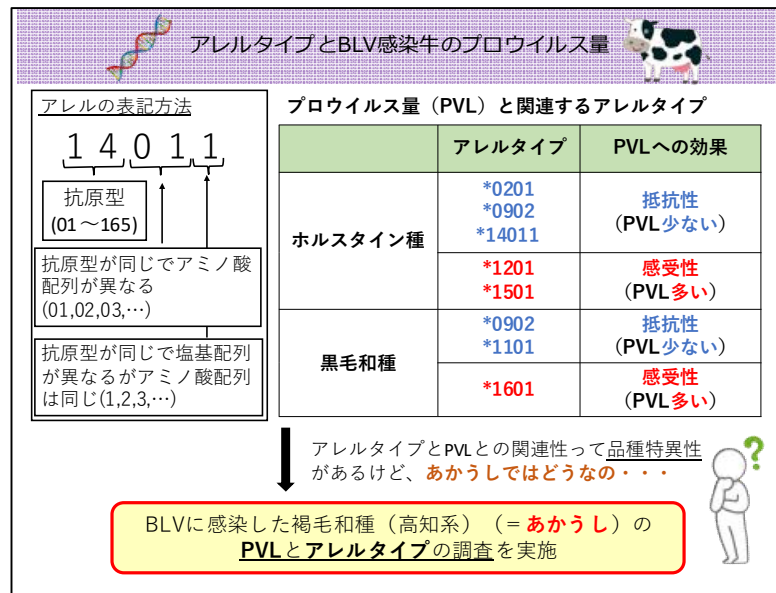 アレルタイプとBLV感染牛のプロウイルス量
アレルの表記方法
14011
抗原型
(01～165)
抗原型が同じでアミノ酸
配列が異なる
(01,02,03,…)
抗原型が同じで塩基配列
が異なるがアミノ酸配列
は同じ(1,2,3,…)
プロウイルス量（PVL）と関連するアレルタイプ
アレルタイプ
PVLへの効果
ホルスタイン種
*0201
*0902
*14011
抵抗性
(PVL少ない)
*1201
*1501
感受性
(PVL多い)
黒毛和種
*0902
*1101
抵抗性
(PVL少ない)
*1601
感受性
(PVL多い)
アレルタイプとPVLとの関連性って品種特異性
があるけど、あかうしではどうなの・・・
?
BLVに感染した褐毛和種（高知系）（＝あかうし）の
PVLとアレルタイプの調査を実施